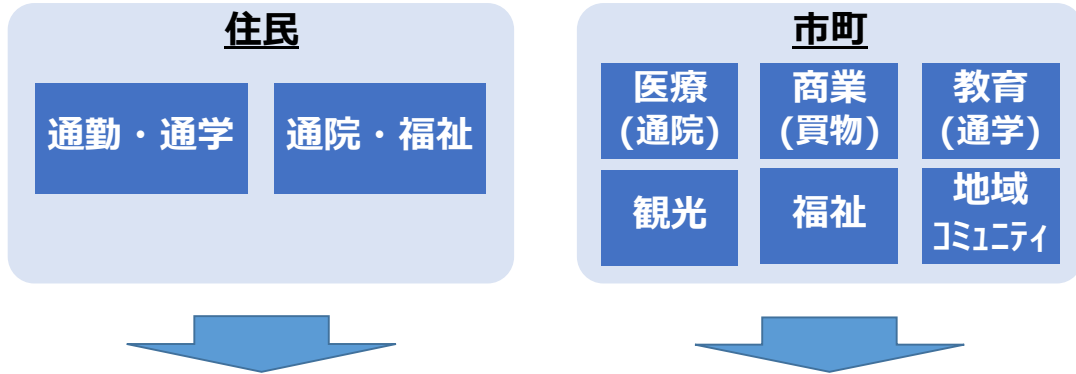 住民
通勤・通学
通院・福祉
市町
医療
(通院)
商業
(買物)
教育
(通学)
観光
福祉
地域
ｺﾐｭﾆﾃｨ